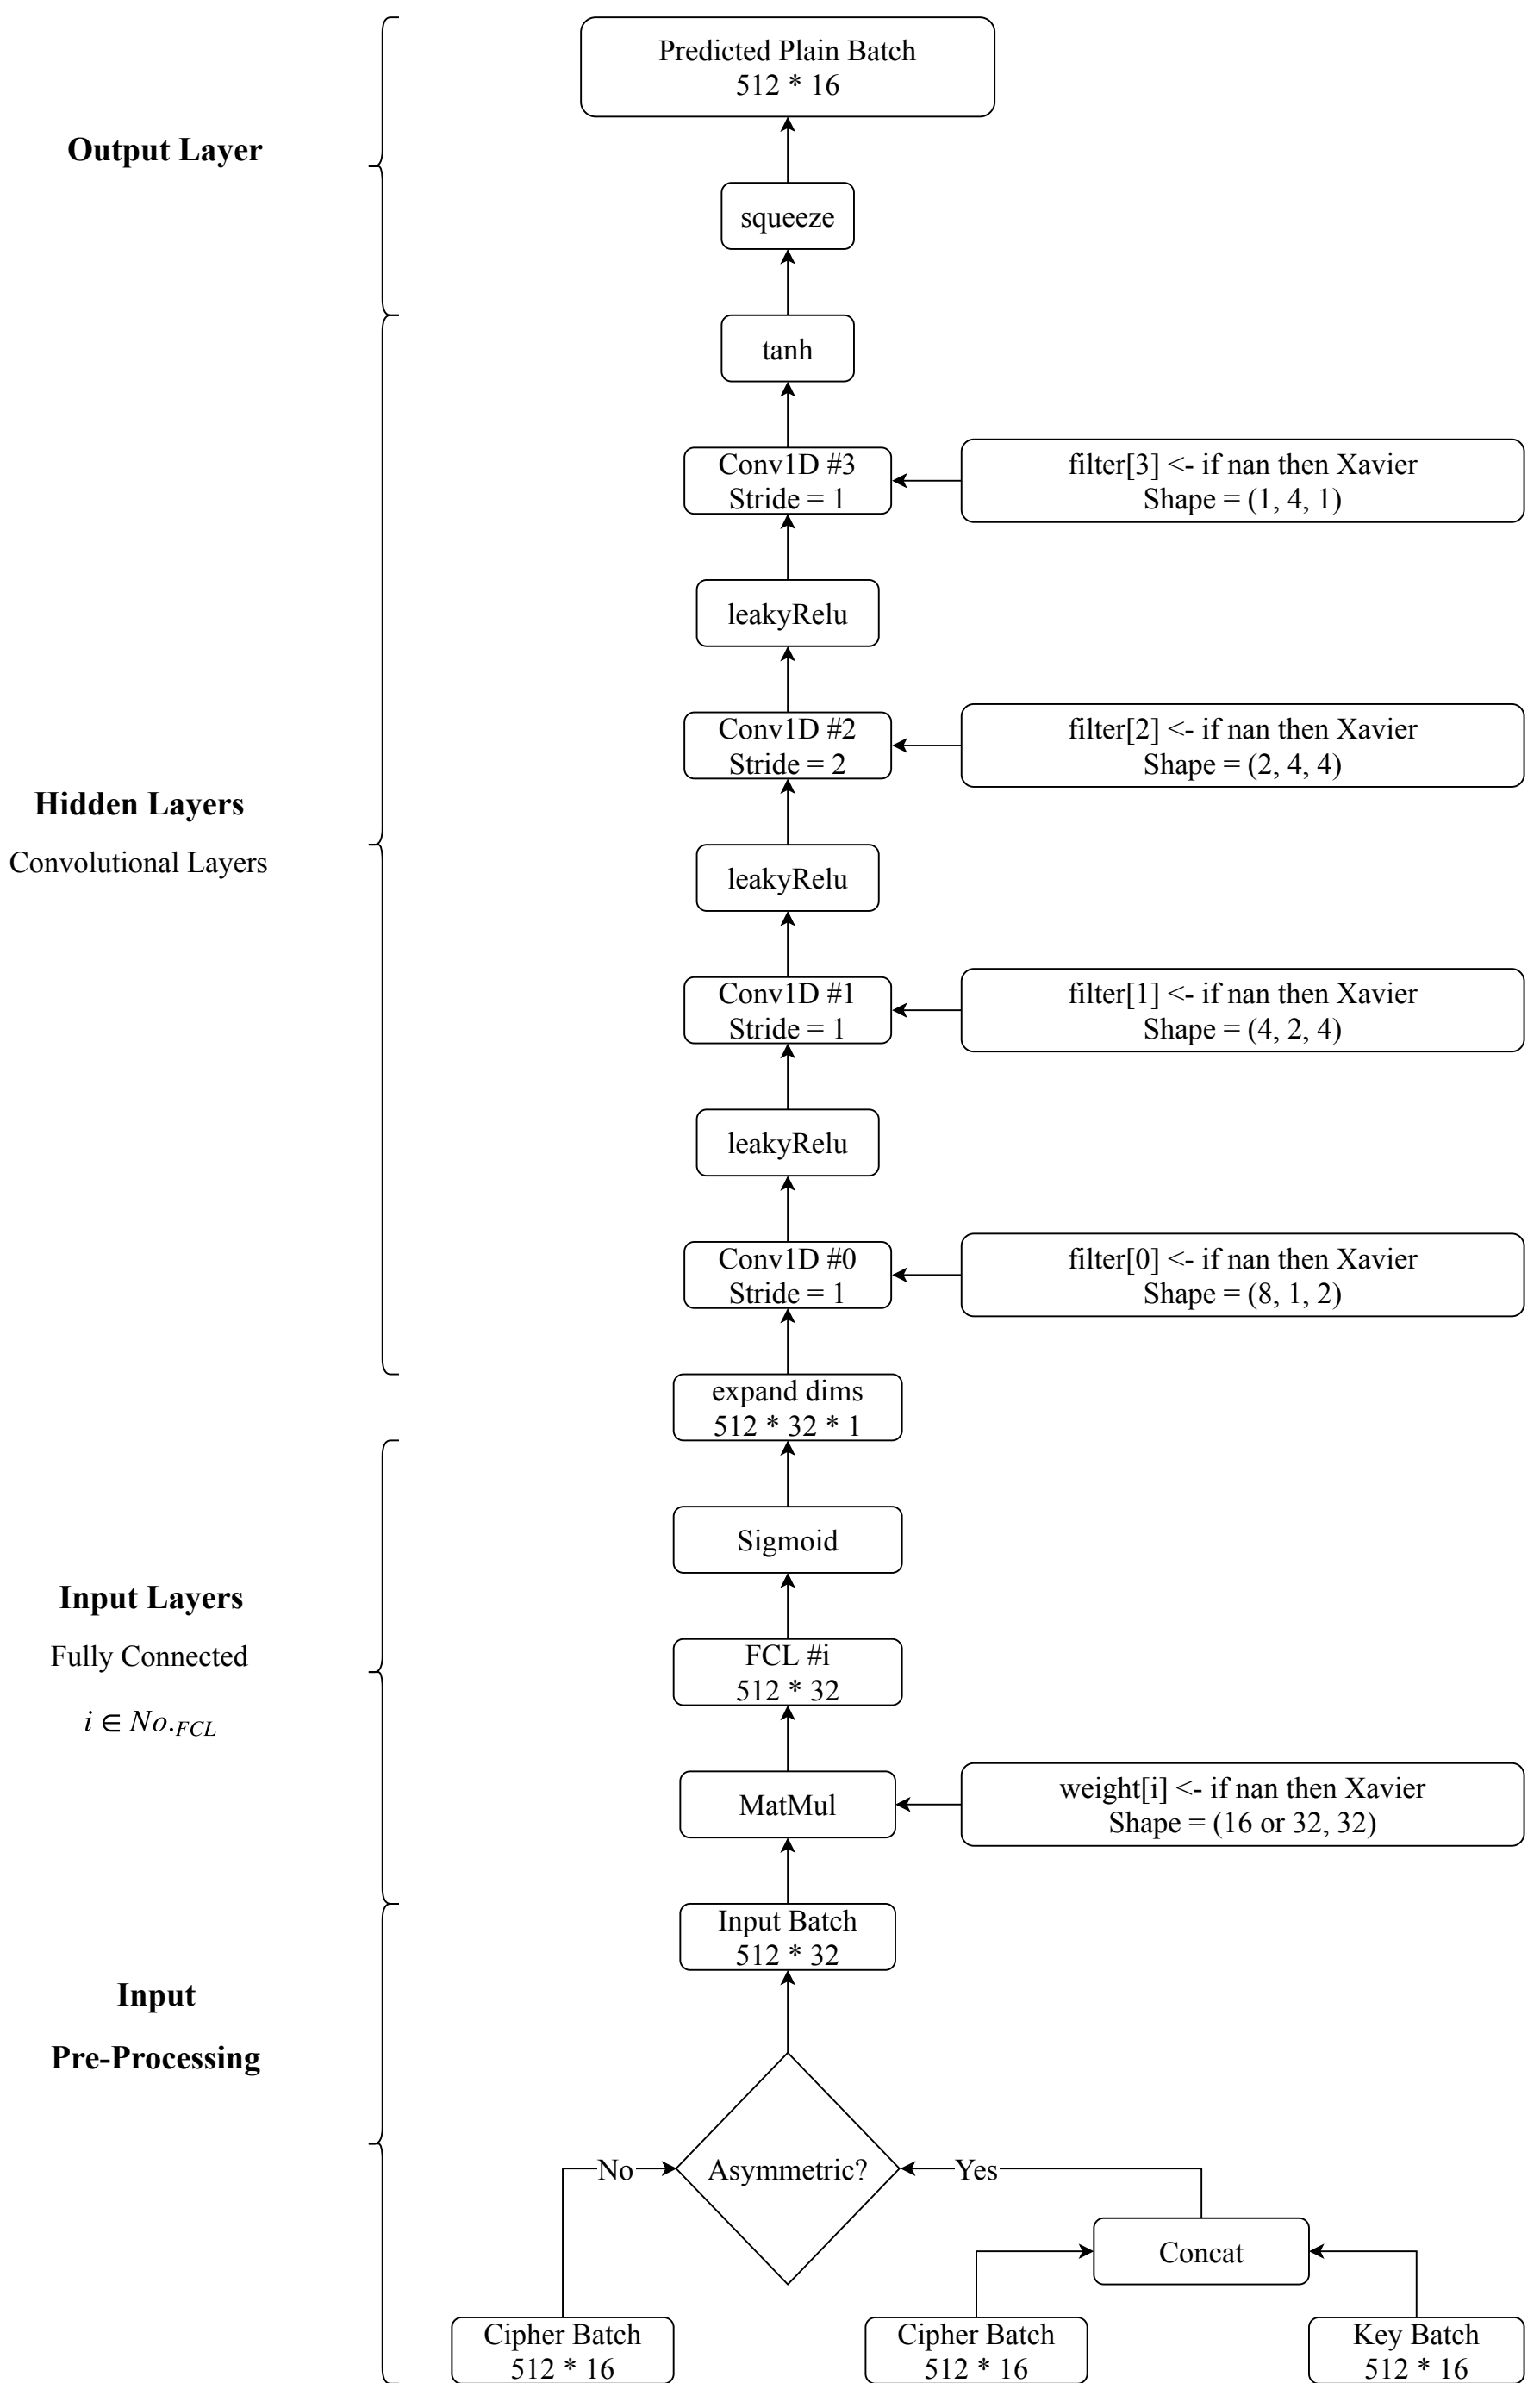 Predicted Plain Batch
512 * 16
Output Layer
squeeze
tanh
Conv1D #3
Stride = 1
filter[3] <- if nan then Xavier
Shape = (1, 4, 1)
leakyRelu
Conv1D #2
Stride = 2
filter[2] <- if nan then Xavier
Shape = (2, 4, 4)
Hidden Layers
Convolutional Layers
leakyRelu
Conv1D #1
Stride = 1
filter[1] <- if nan then Xavier
Shape = (4, 2, 4)
leakyRelu
Conv1D #0
Stride = 1
filter[0] <- if nan then Xavier
Shape = (8, 1, 2)
expand dims
512 * 32 * 1
Sigmoid
Input Layers
Fully Connected
i ∈ No.FCL
FCL #i
512 * 32
MatMul
weight[i] <- if nan then Xavier
Shape = (16 or 32, 32)
Input Batch
512 * 32
Input
Pre-Processing
No
Asymmetric?
Yes
Concat
Cipher Batch
512 * 16
Cipher Batch
512 * 16
Key Batch
512 * 16